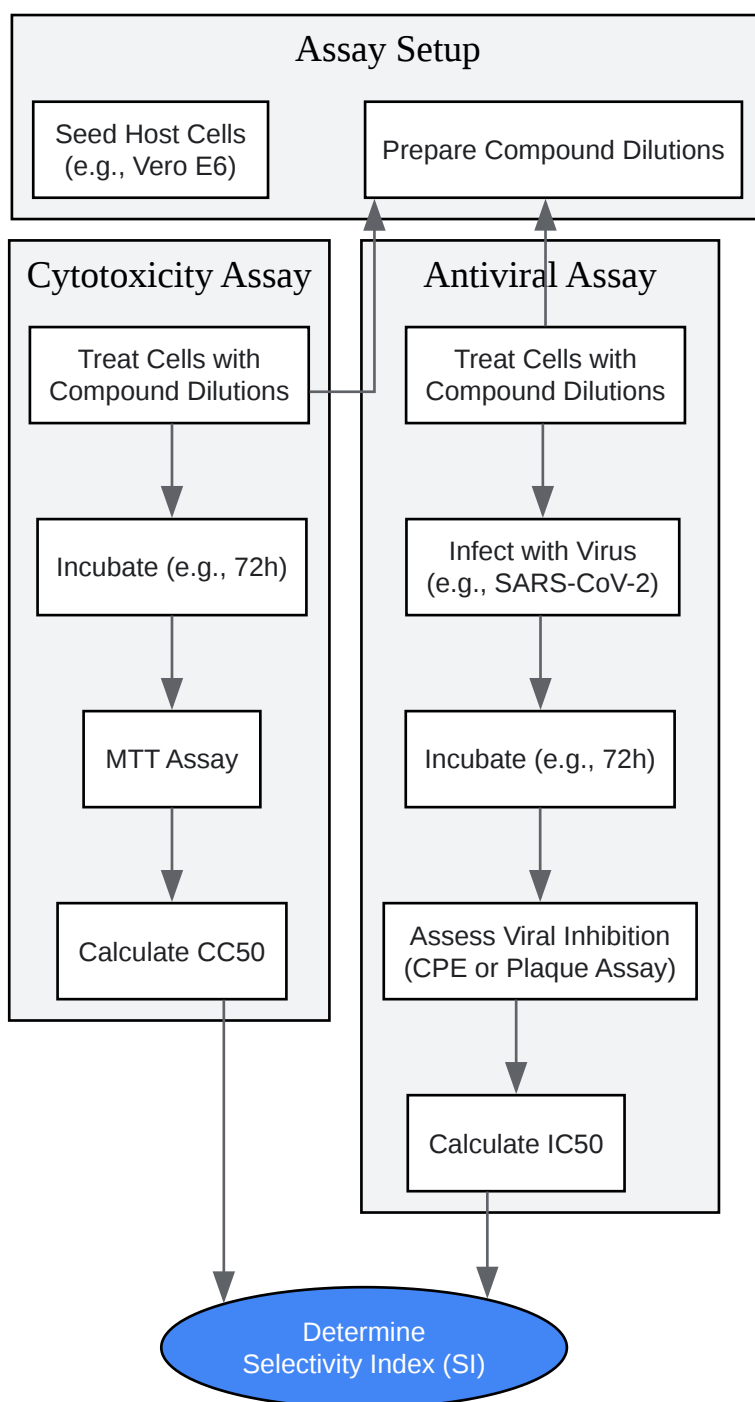 Assay Setup
Seed Host Cells
(e.g., Vero E6)
Prepare Compound Dilutions
Cytotoxicity Assay
Treat Cells with
Compound Dilutions
Incubate (e.g., 72h)
MTT Assay
Calculate CC50
Antiviral Assay
Treat Cells with
Compound Dilutions
Infect with Virus
(e.g., SARS-CoV-2)
Incubate (e.g., 72h)
Assess Viral Inhibition
(CPE or Plaque Assay)
Calculate IC50
Determine
Selectivity Index (SI)